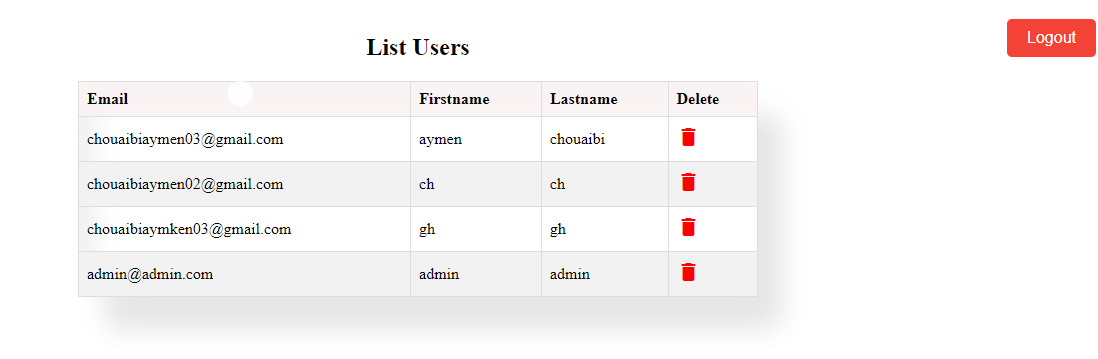 Logout
List Users
Email Firstname Lastname Delete
chouaibiaymen03@gmail.com aymen chouaibi
chouaibiaymen02@gmail.com ch ch
chouaibiaymken03@gmail.com gh gh
admin@admin.com admin admin